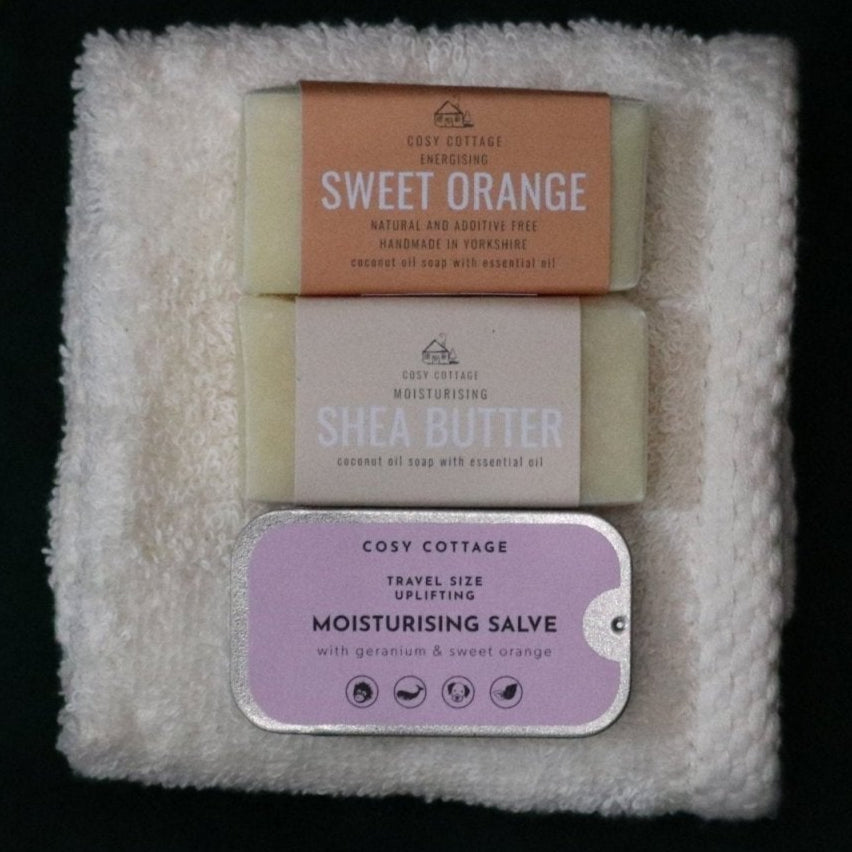 COSY COTTAGE
ENERGISING
SWEET ORANGE
NATURAL AND ADDITIVE FREE
HANDMADE IN YORKSHIRE
coconut oil soap with essential oil
COSY COTTAGE
MOISTURISING
SHEA BUTTER
coconut oil soap with essential oil
COSY COTTAGE
TRAVEL SIZE
UPLIFTING
MOISTURISING SALVE
with geranium & sweet orange